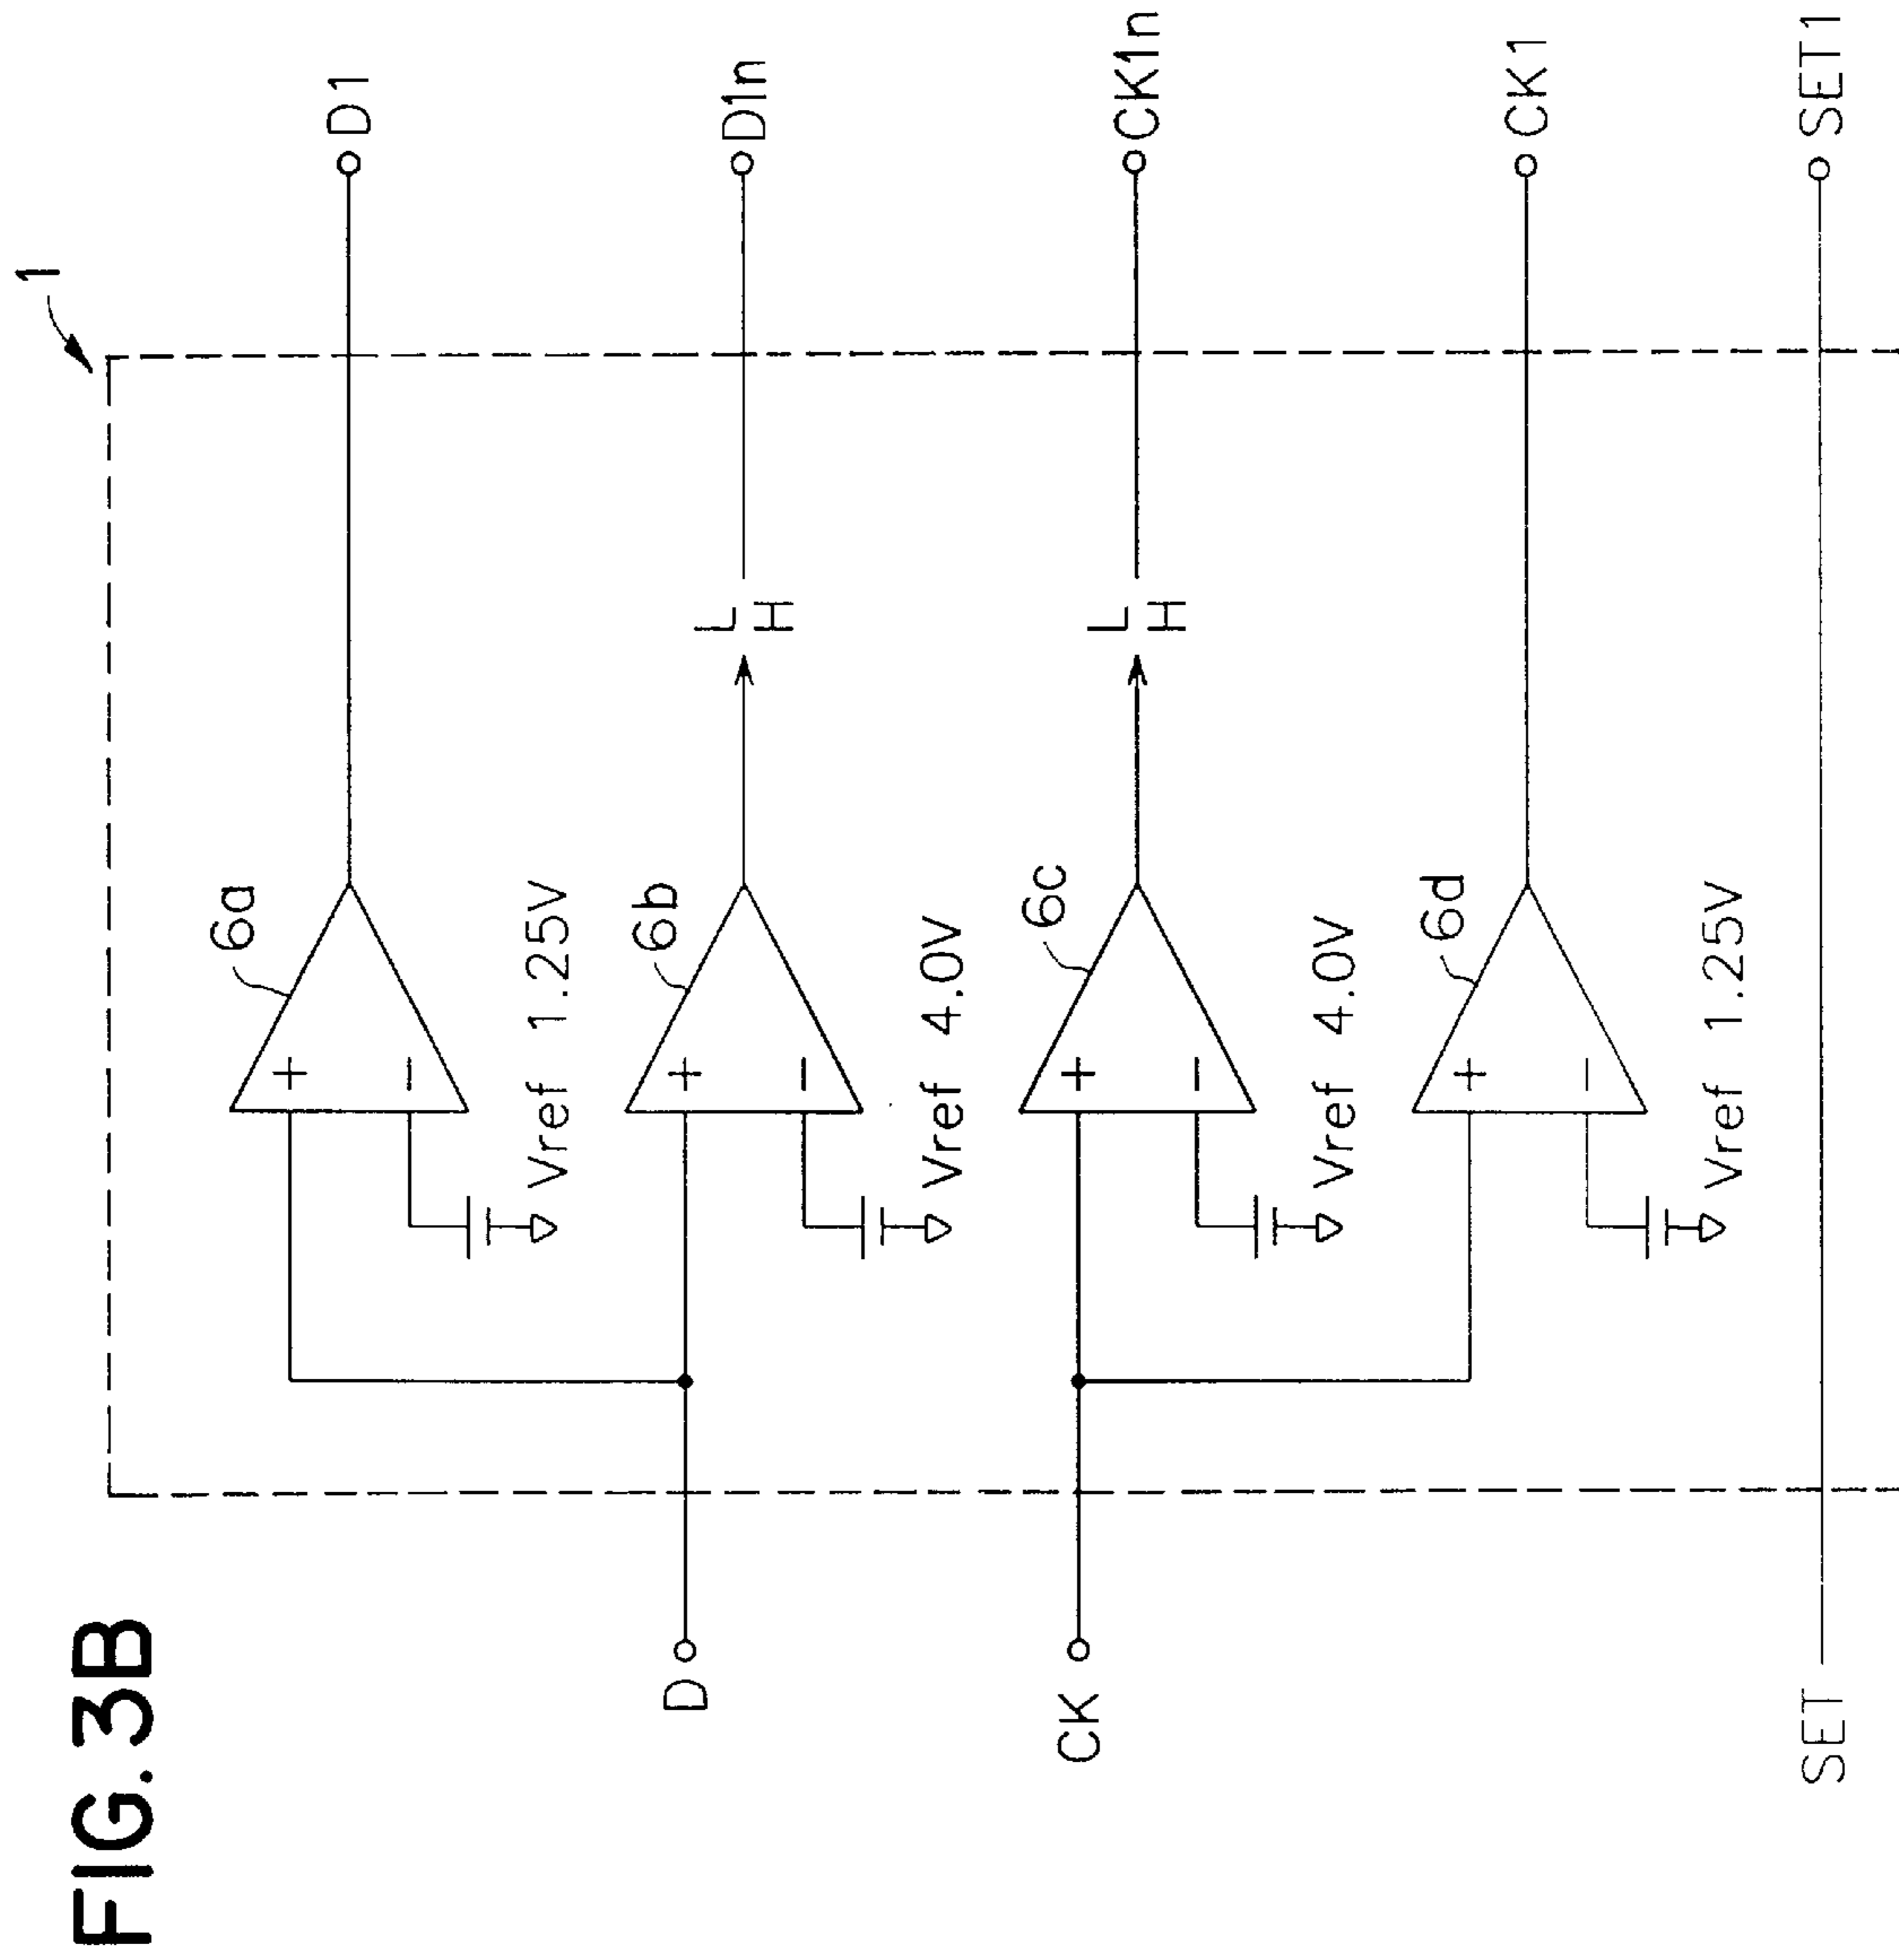 FIG. 3B
1
6a
+
−
Vref 1.25V
D1
D
6b
+
−
Vref 4.0V
L
H
D1n
CK
6c
+
−
Vref 4.0V
L
H
CK1n
6d
+
−
Vref 1.25V
CK1
SET
SET1